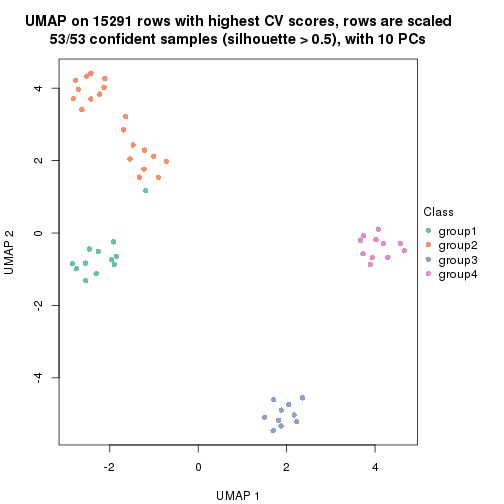 UMAP on 15291 rows with highest CV scores, rows are scaled
53/53 confident samples (silhouette > 0.5), with 10 PCs
4
2
0
-2
-4
UMAP 2
-2
0
2
4
UMAP 1
Class
group1
group2
group3
group4